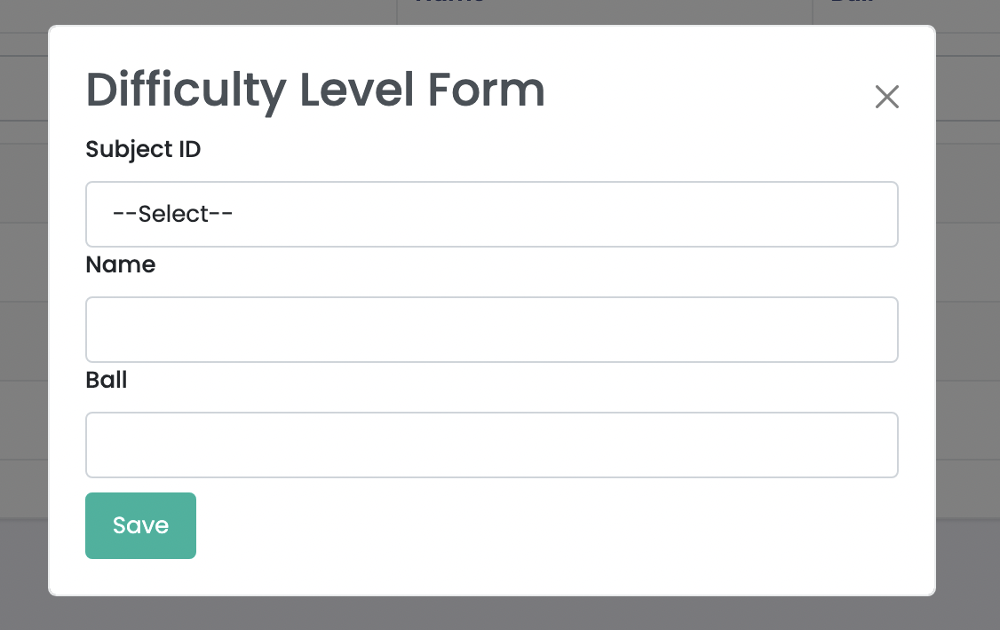 Difficulty Level Form
Subject ID
--Select--
Name
Ball
Save